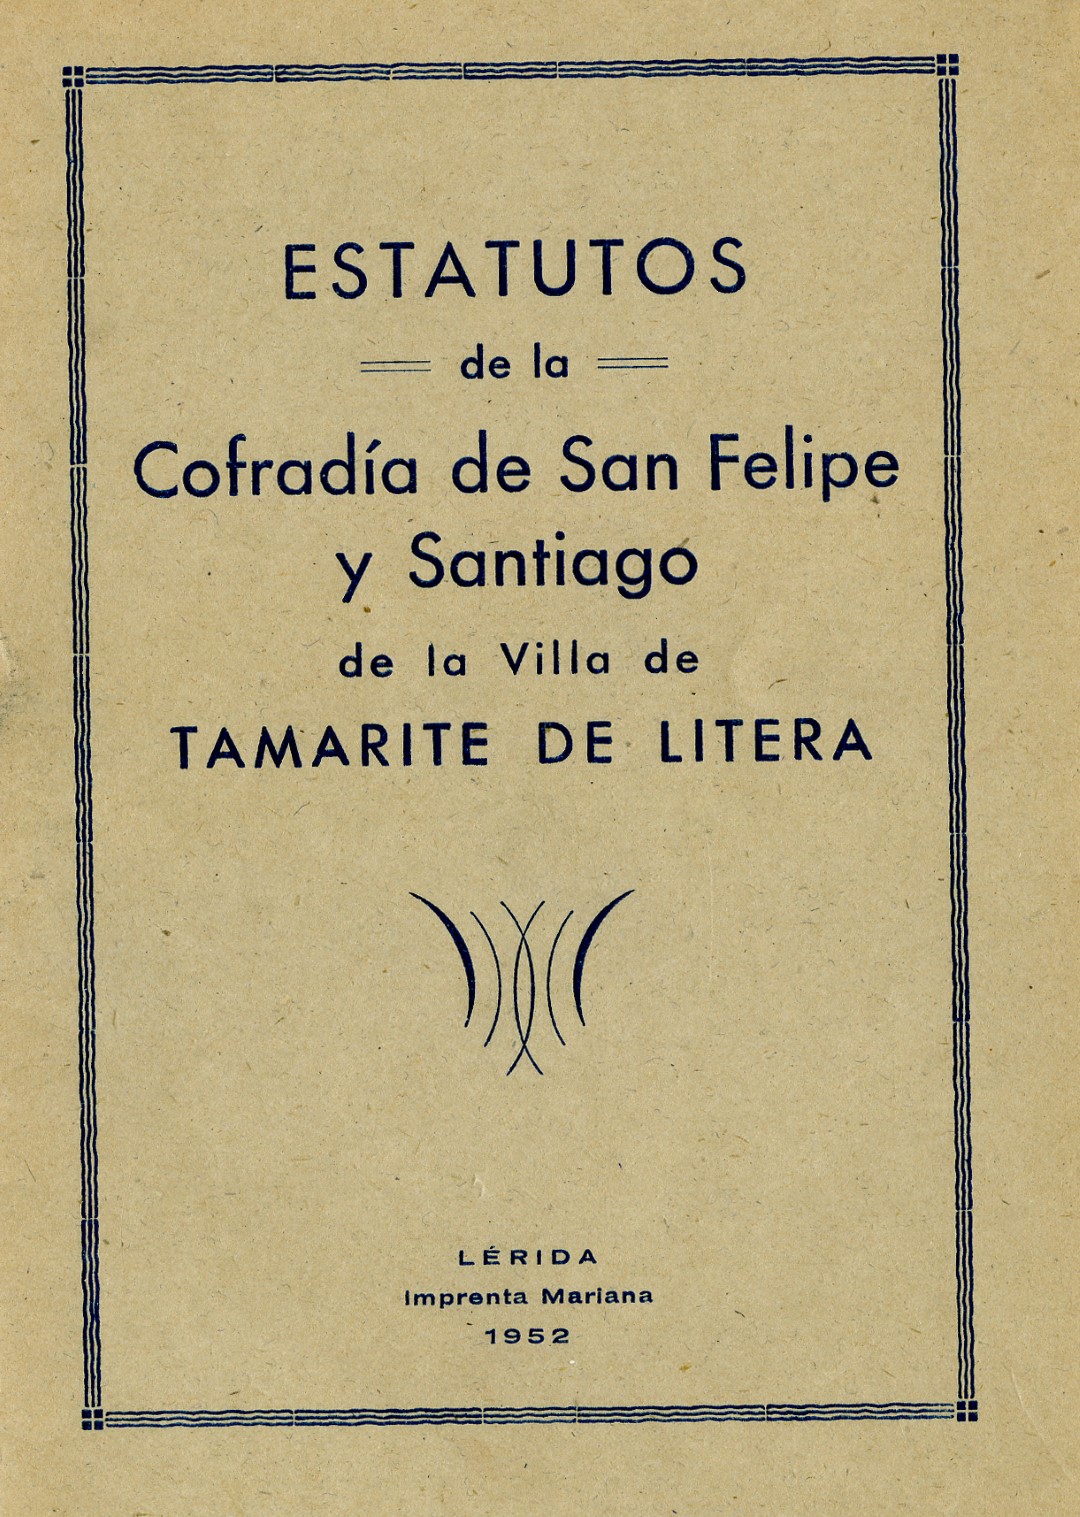 ESTATUTOS
de la
Cofradía de San Felipe
y Santiago
de la Villa de
TAMARITE DE LITERA
LÉRIDA
Imprenta Mariana
1952